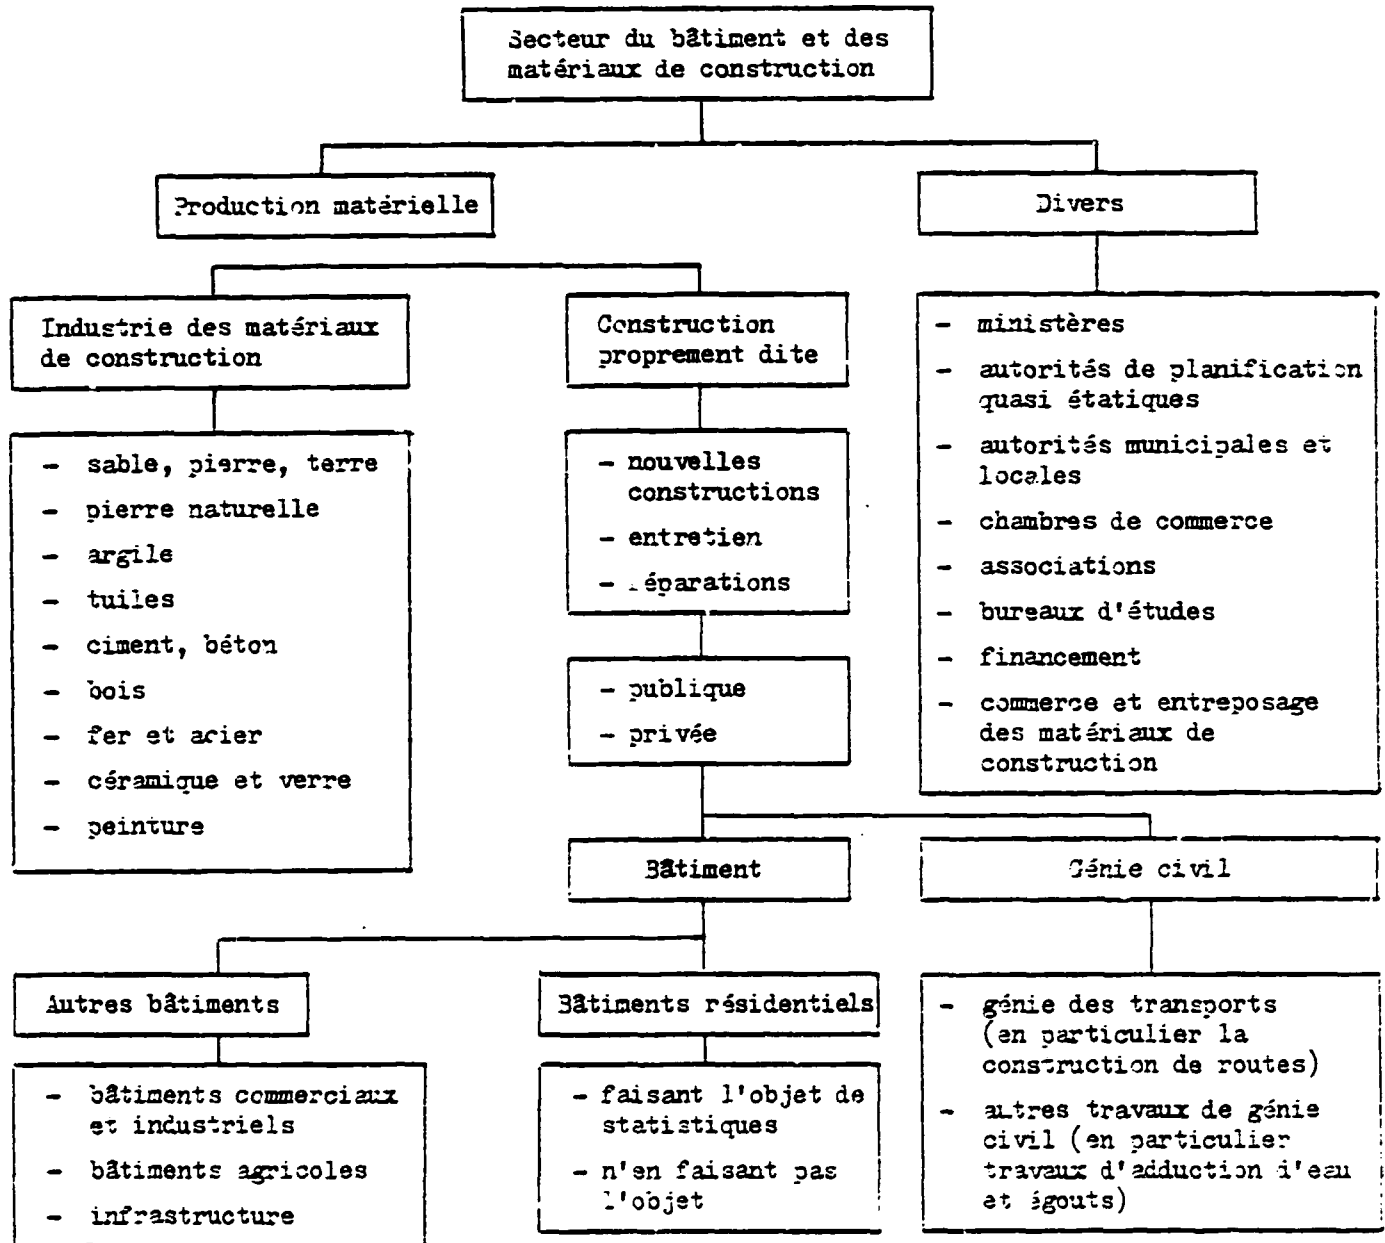 Secteur du bâtiment et des
matériaux de construction
Production matérielle
Divers
Industrie des matériaux
de construction
Construction
proprement dite
- ministères
- autorités de planification
quasi étatiques
- autorités municipales et
locales
- chambres de commerce
- associations
- bureaux d'études
- financement
- commerce et entreposage
des matériaux de
construction
- sable, pierre, terre
- pierre naturelle
- argile
- tuiles
- ciment, béton
- bois
- fer et acier
- céramique et verre
- peinture
- nouvelles
constructions
- entretien
- réparations
- publique
- privée
Bâtiment
Génie civil
Autres bâtiments
Bâtiments résidentiels
- bâtiments commerciaux
et industriels
- bâtiments agricoles
- infrastructure
- faisant l'objet de
statistiques
- n'en faisant pas
l'objet
- génie des transports
(en particulier la
construction de routes)
- autres travaux de génie
civil (en particulier
travaux d'adduction d'eau
et égouts)